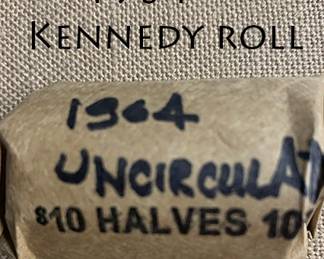 KENNEDY ROLL
1964
UNCIRCULAT
$10 HALVES 10